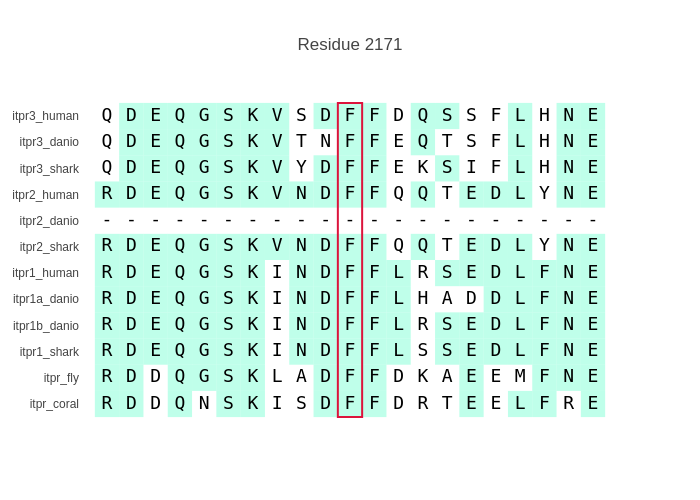 Residue 2171
itpr3_human Q D E Q G S K V S D F F D Q S S F L H N E
itpr3_danio Q D E Q G S K V T N F F E Q T S F L H N E
itpr3_shark Q D E Q G S K V Y D F F E K S I F L H N E
itpr2_human R D E Q G S K V N D F F Q Q T E D L Y N E
itpr2_danio - - - - - - - - - - - - - - - - - - - - -
itpr2_shark R D E Q G S K V N D F F Q Q T E D L Y N E
itpr1_human R D E Q G S K I N D F F L R S E D L F N E
itpr1a_danio R D E Q G S K I N D F F L H A D D L F N E
itpr1b_danio R D E Q G S K I N D F F L R S E D L F N E
itpr1_shark R D E Q G S K I N D F F L S S E D L F N E
itpr_fly R D D Q G S K L A D F F D K A E E M F N E
itpr_coral R D D Q N S K I S D F F D R T E E L F R E